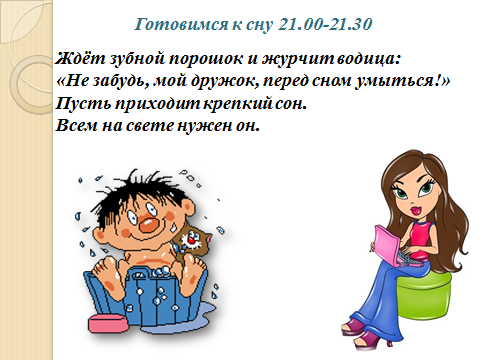 Готовимся к сну 21.00-21.30
Ждёт зубной порошок и журчит водица:
«Не забудь, мой дружок, перед сном умыться!»
Пусть приходит крепкий сон.
Всем на свете нужен он.